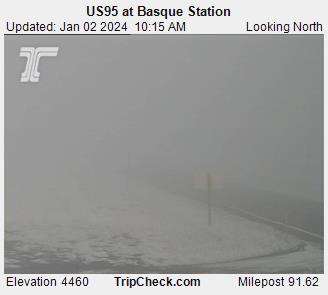 US95 at Basque Station
Updated: Jan 02 2024 10:15 AM Looking North
Elevation 4460 TripCheck.com Milepost 91.62